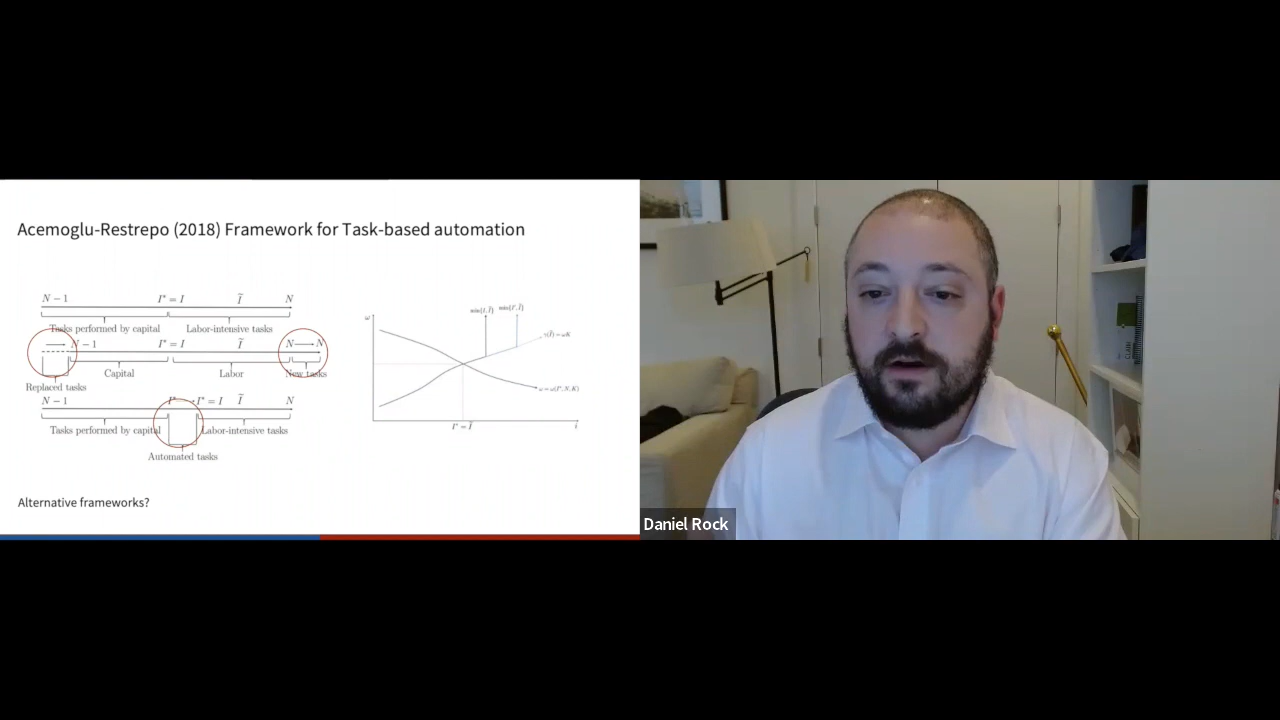 Acemoglu-Restrepo (2018) Framework for Task-based automation
N − 1 I* = I Ĩ N
Tasks performed by capital Labor-intensive tasks
N − 1 I* = I Ĩ N → N
Capital Labor New tasks
Replaced tasks
N − 1 I* → I* = I Ĩ N
Tasks performed by capital Labor-intensive tasks
Automated tasks
ω
ω = ω(I*, N, K)
I* = Ĩ
i
Alternative frameworks?
Daniel Rock